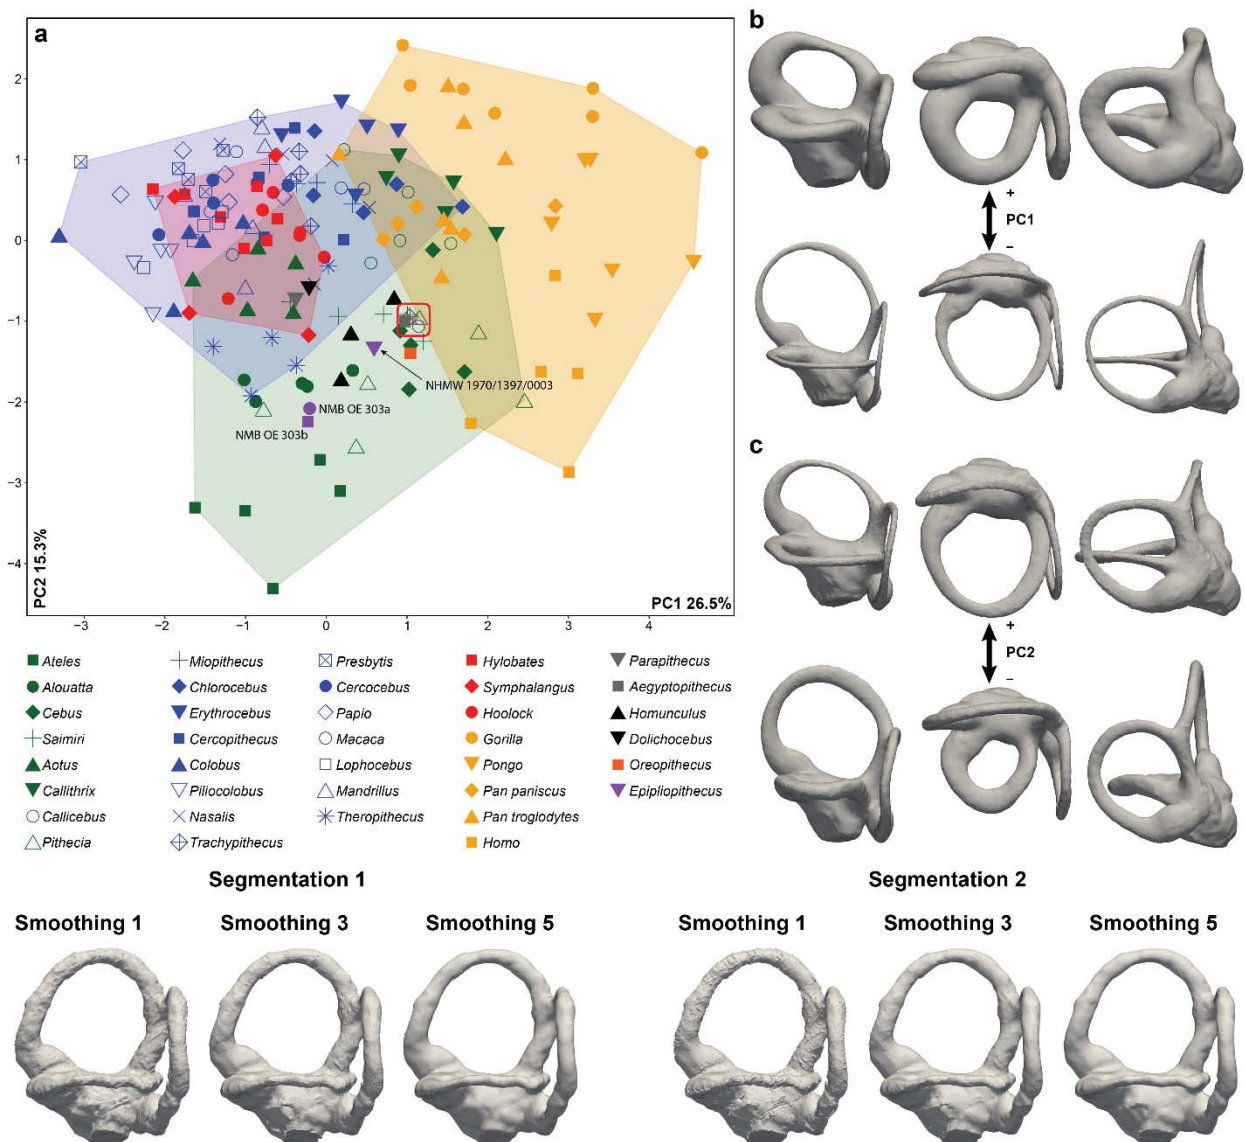 a
b
2
1
0
−1
−2
−3
−4
PC2 15.3%
NHMW 1970/1397/0003
NMB OE 303a
NMB OE 303b
PC1 26.5%
−3 −2 −1 0 1 2 3 4
+
PC1
−
c
+
PC2
−
Ateles Miopithecus Presbytis Hylobates Parapithecus
Alouatta Chlorocebus Cercocebus Symphalangus Aegyptopithecus
Cebus Erythrocebus Papio Hoolock Homunculus
Saimiri Cercopithecus Macaca Gorilla Dolichocebus
Aotus Colobus Lophocebus Pongo Oreopithecus
Callithrix Piliocolobus Mandrillus Pan paniscus Epipliopithecus
Callicebus Nasalis Theropithecus Pan troglodytes
Pithecia Trachypithecus Homo
Segmentation 1 Segmentation 2
Smoothing 1 Smoothing 3 Smoothing 5 Smoothing 1 Smoothing 3 Smoothing 5